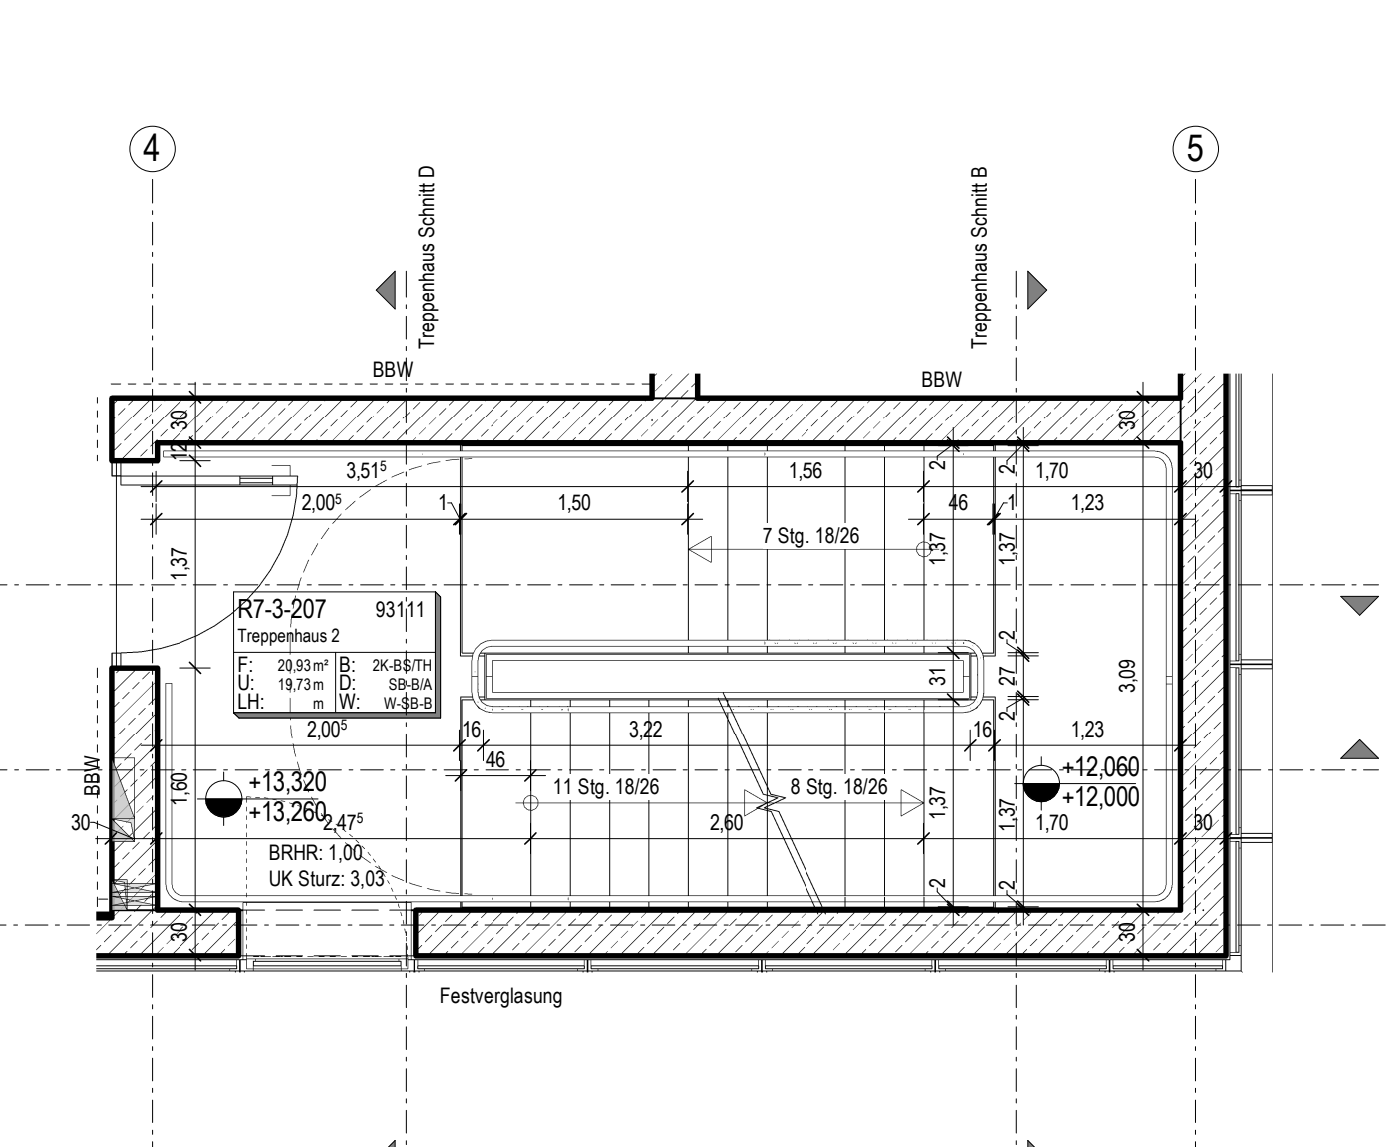 4
5
Treppenhaus Schnitt D
Treppenhaus Schnitt B
BBW
BBW
30
30
12
3,51⁵
1,56
2
2
1,70
30
2,00⁵
1
1,50
46
1
1,23
7 Stg. 18/26
1,37
1,37
1,37
R7-3-207 93111
Treppenhaus 2
F: 20,93 m² B: 2K-BS/TH
U: 19,73 m D: SB-B/A
LH: m W: W-SB-B
2
31
27
3,09
2
2,00⁵
16
3,22
16
1,23
46
BBW
1,60
+13,320
+13,260
11 Stg. 18/26
8 Stg. 18/26
1,37
1,37
+12,060
+12,000
30
2,47⁵
2,60
1,70
30
BRHR: 1,00
UK Sturz: 3,03
2
2
30
30
Festverglasung